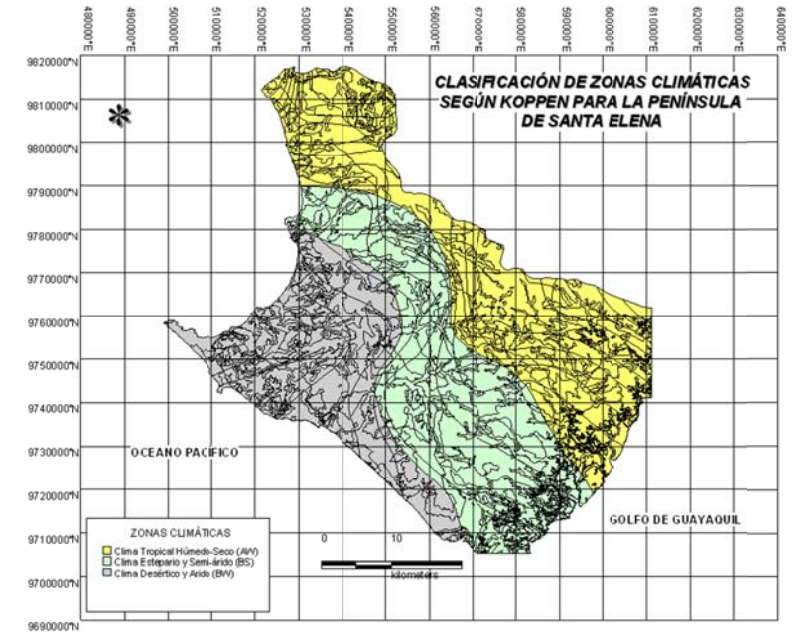 480000°E
490000°E
500000°E
510000°E
520000°E
530000°E
540000°E
550000°E
560000°E
570000°E
580000°E
590000°E
600000°E
610000°E
620000°E
630000°E
640000°E
9820000°N
9810000°N
9800000°N
9790000°N
9780000°N
9770000°N
9760000°N
9750000°N
9740000°N
9730000°N
9720000°N
9710000°N
9700000°N
9690000°N
CLASIFICACIÓN DE ZONAS CLIMÁTICAS
SEGÚN KOPPEN PARA LA PENÍNSULA
DE SANTA ELENA
OCEANO PACIFICO
GOLFO DE GUAYAQUIL
ZONAS CLIMÁTICAS
Clima Tropical Húmedo-Seco (AW)
Clima Estepario y Semi-árido (BS)
Clima Desértico y Arido (BW)
0 10
kilometers